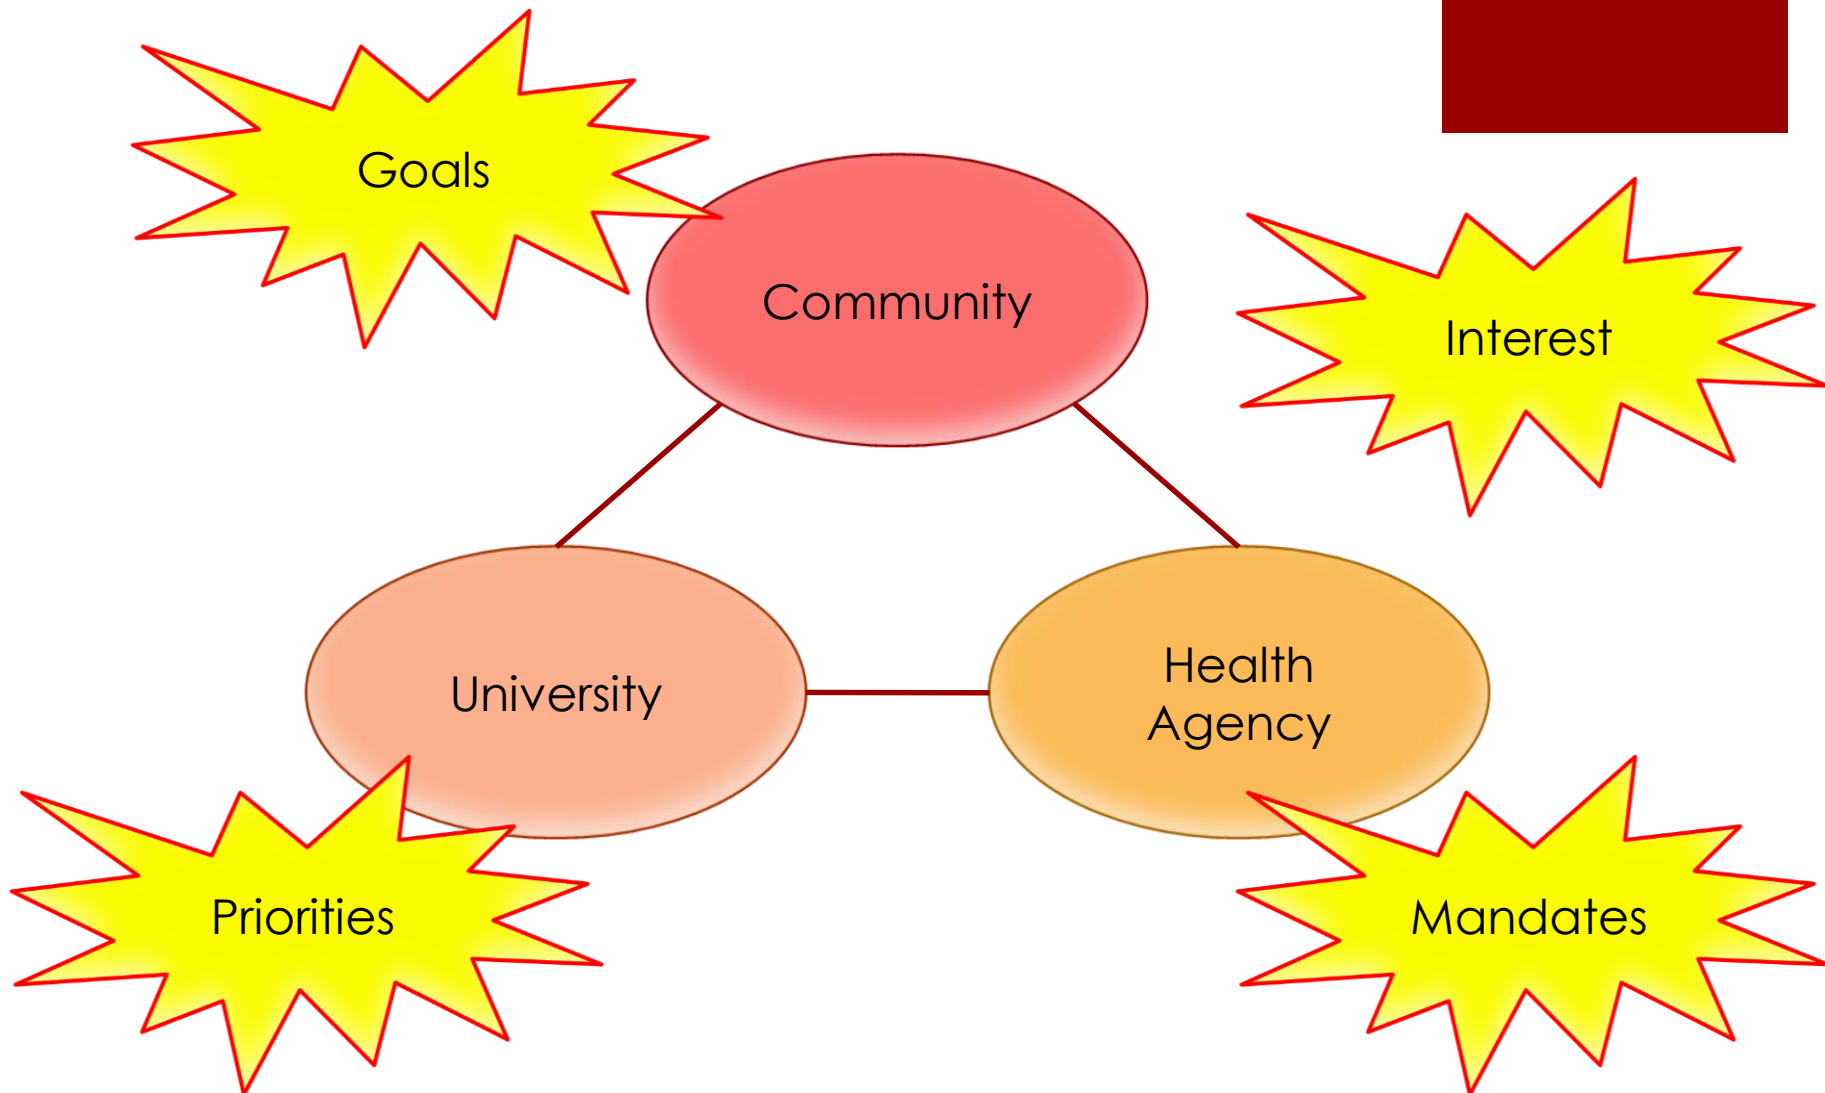 Goals
Community
Interest
University
Health
Agency
Priorities
Mandates